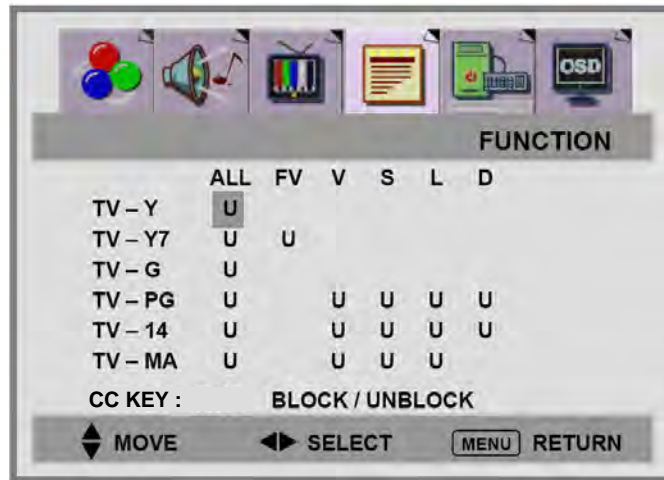 OSD
FUNCTION
ALL FV V S L D
TV – Y U
TV – Y7 U U
TV – G U
TV – PG U U U U U
TV – 14 U U U U U
TV – MA U U U U
CC KEY : BLOCK / UNBLOCK
MOVE SELECT MENU RETURN